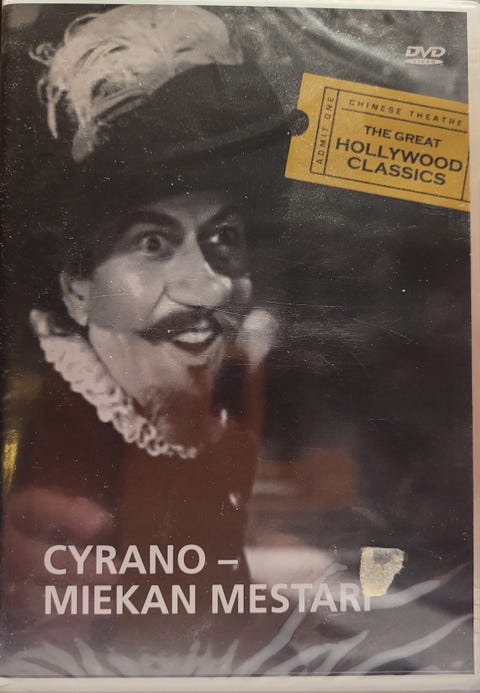 DVD
VIDEO
ADMIT ONE
CHINESE THEATRE
THE GREAT
HOLLYWOOD
CLASSICS
CYRANO –
MIEKAN MESTARI